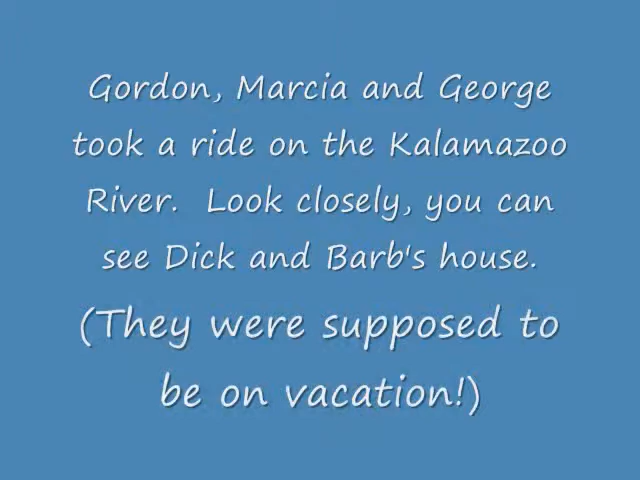 Gordon, Marcia and George
took a ride on the Kalamazoo
River.  Look closely, you can
see Dick and Barb's house.
(They were supposed to
be on vacation!)